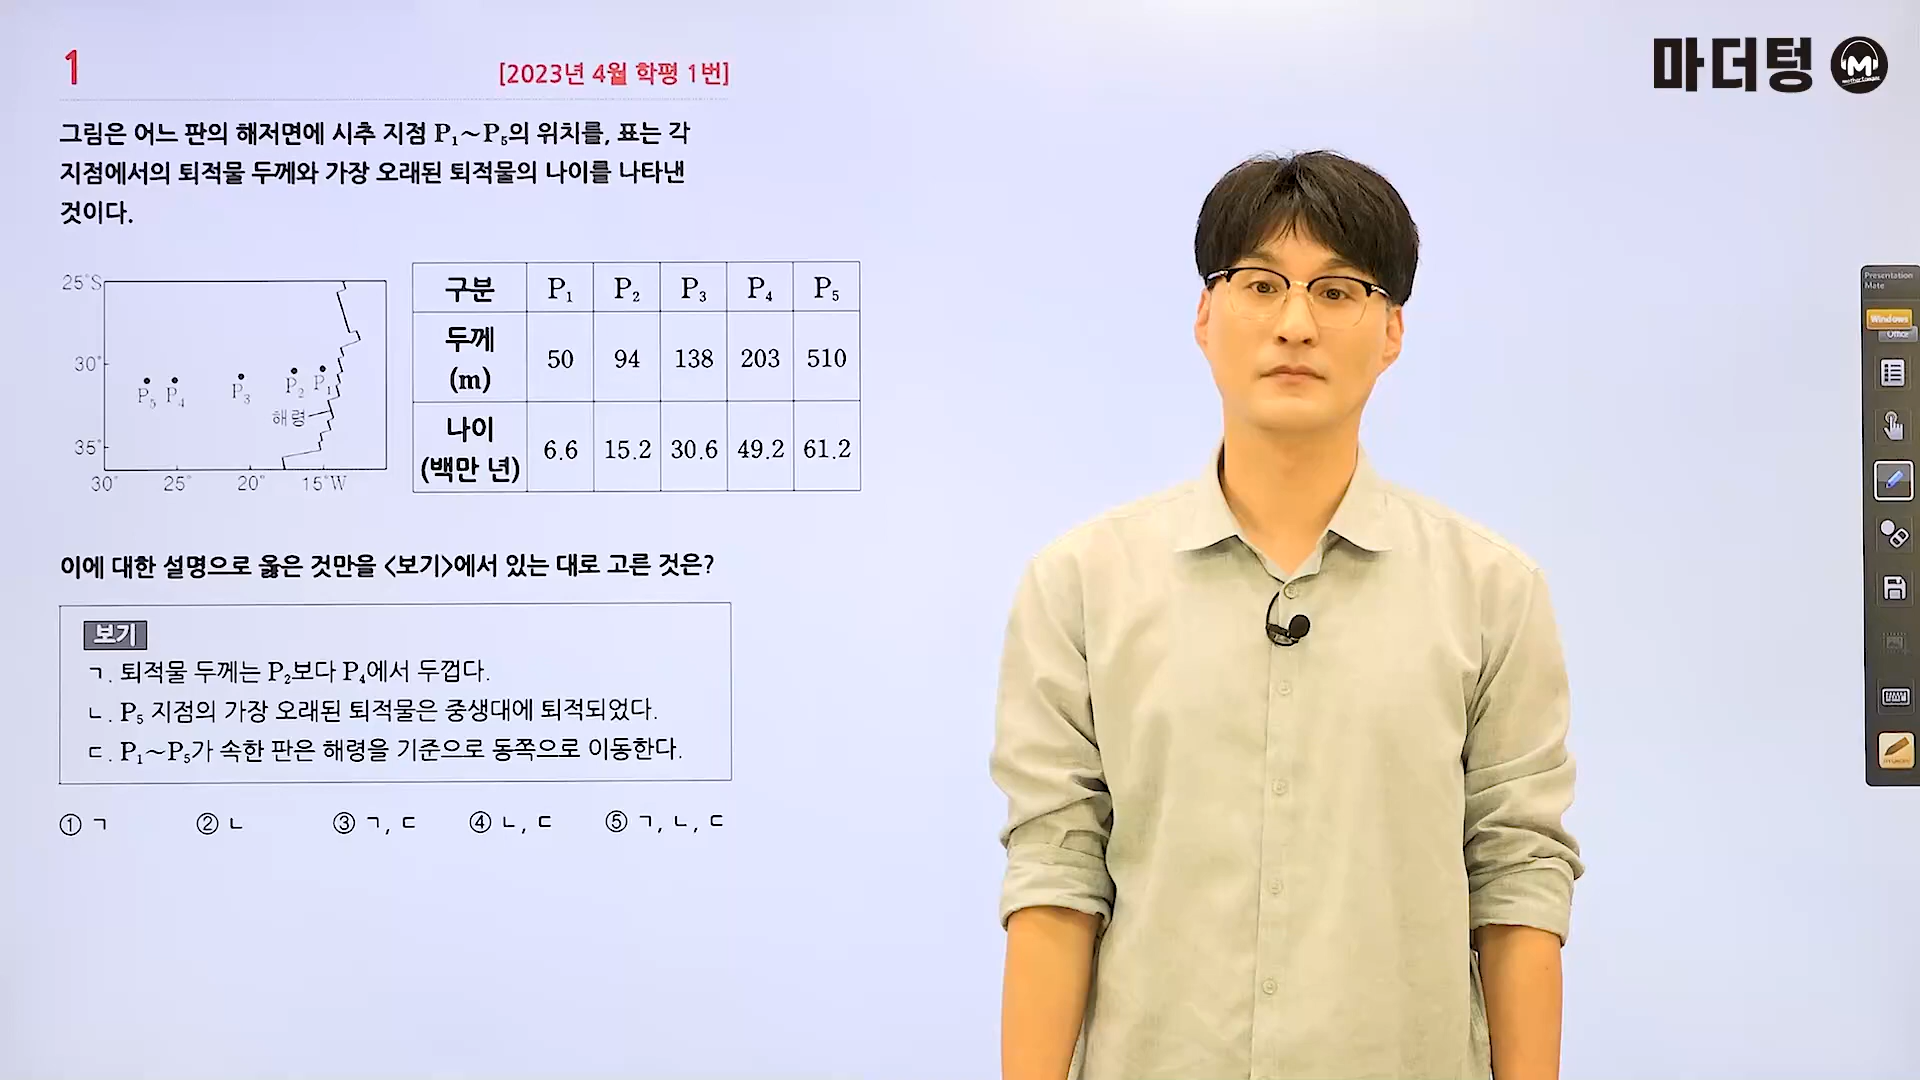 1
[2023년 4월 학평 1번]
마더텅
그림은 어느 판의 해저면에 시추 지점 P₁~P₅의 위치를, 표는 각
지점에서의 퇴적물 두께와 가장 오래된 퇴적물의 나이를 나타낸
것이다.
25°S
30°
35°
30° 25° 20° 15°W
P₅ P₄ P₃ P₂ P₁
해령
구분 P₁ P₂ P₃ P₄ P₅
두께 (m) 50 94 138 203 510
나이 (백만 년) 6.6 15.2 30.6 49.2 61.2
이에 대한 설명으로 옳은 것만을 <보기>에서 있는 대로 고른 것은?
보기
ㄱ. 퇴적물 두께는 P₂보다 P₄에서 두껍다.
ㄴ. P₅ 지점의 가장 오래된 퇴적물은 중생대에 퇴적되었다.
ㄷ. P₁~P₅가 속한 판은 해령을 기준으로 동쪽으로 이동한다.
① ㄱ ② ㄴ ③ ㄱ, ㄷ ④ ㄴ, ㄷ ⑤ ㄱ, ㄴ, ㄷ
Presentation
Mate
Windows
Office